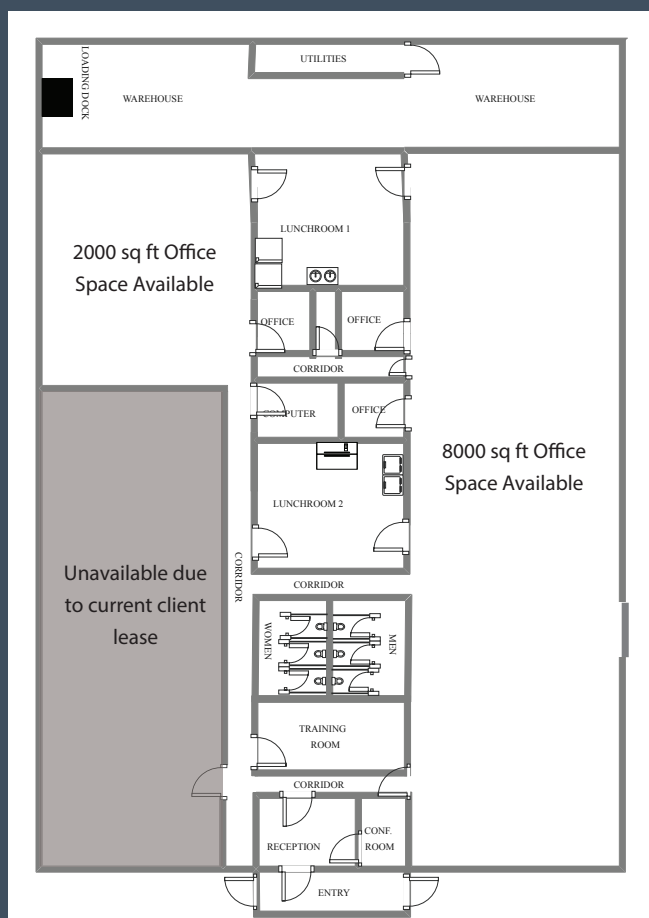 UTILITIES
LOADING DOCK
WAREHOUSE
WAREHOUSE
LUNCHROOM 1
2000 sq ft Office
Space Available
OFFICE
OFFICE
CORRIDOR
COMPUTER
OFFICE
8000 sq ft Office
Space Available
LUNCHROOM 2
CORRIDOR
Unavailable due
to current client
lease
CORRIDOR
WOMEN
MEN
TRAINING
ROOM
CORRIDOR
RECEPTION
CONF.
ROOM
ENTRY